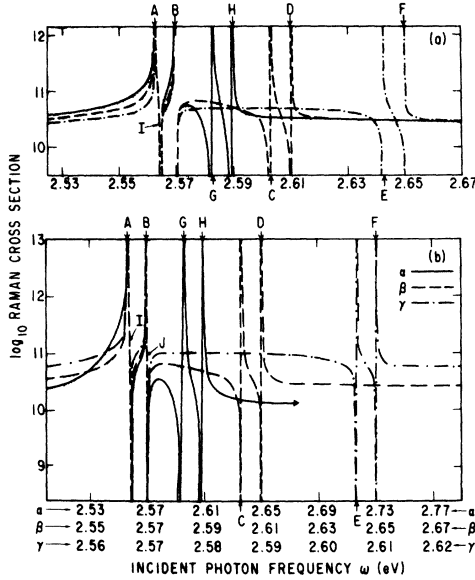 A B H D F
12
11
10
(a)
I
2.53 2.55 2.57 2.59 2.61 2.63 2.65 2.67
G C E
log10 RAMAN CROSS SECTION
A B G H D F
13
12
11
10
9
(b)
α
β
γ
I
J
C E
α 2.53 2.57 2.61 2.65 2.69 2.73 2.77 α
β 2.55 2.57 2.59 2.61 2.63 2.65 2.67 β
γ 2.56 2.57 2.58 2.59 2.60 2.61 2.62 γ
INCIDENT PHOTON FREQUENCY ω (eV)